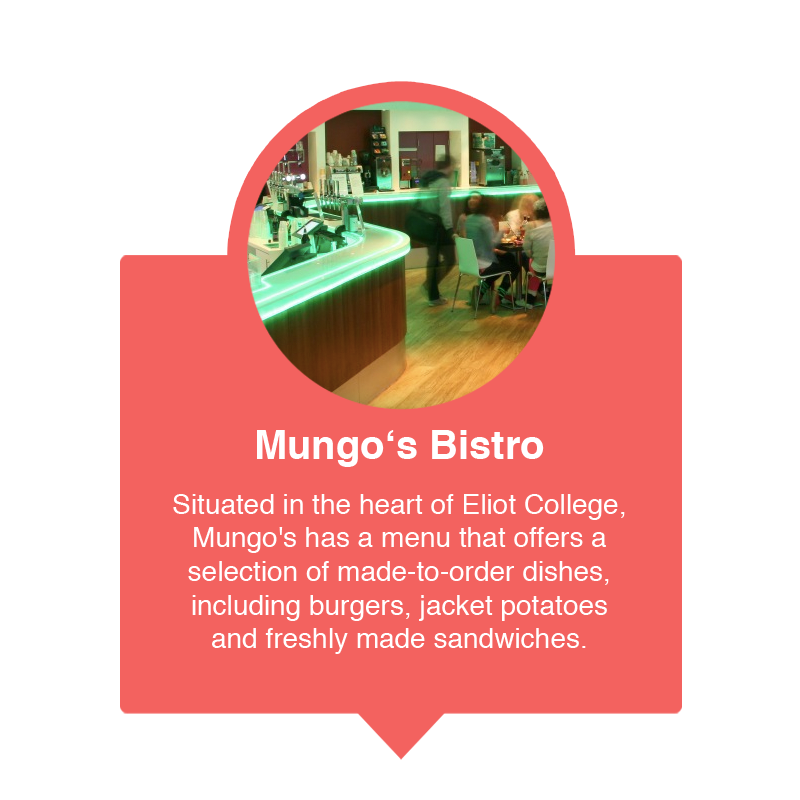 Mungo‘s Bistro
Situated in the heart of Eliot College,
Mungo's has a menu that offers a
selection of made-to-order dishes,
including burgers, jacket potatoes
and freshly made sandwiches.